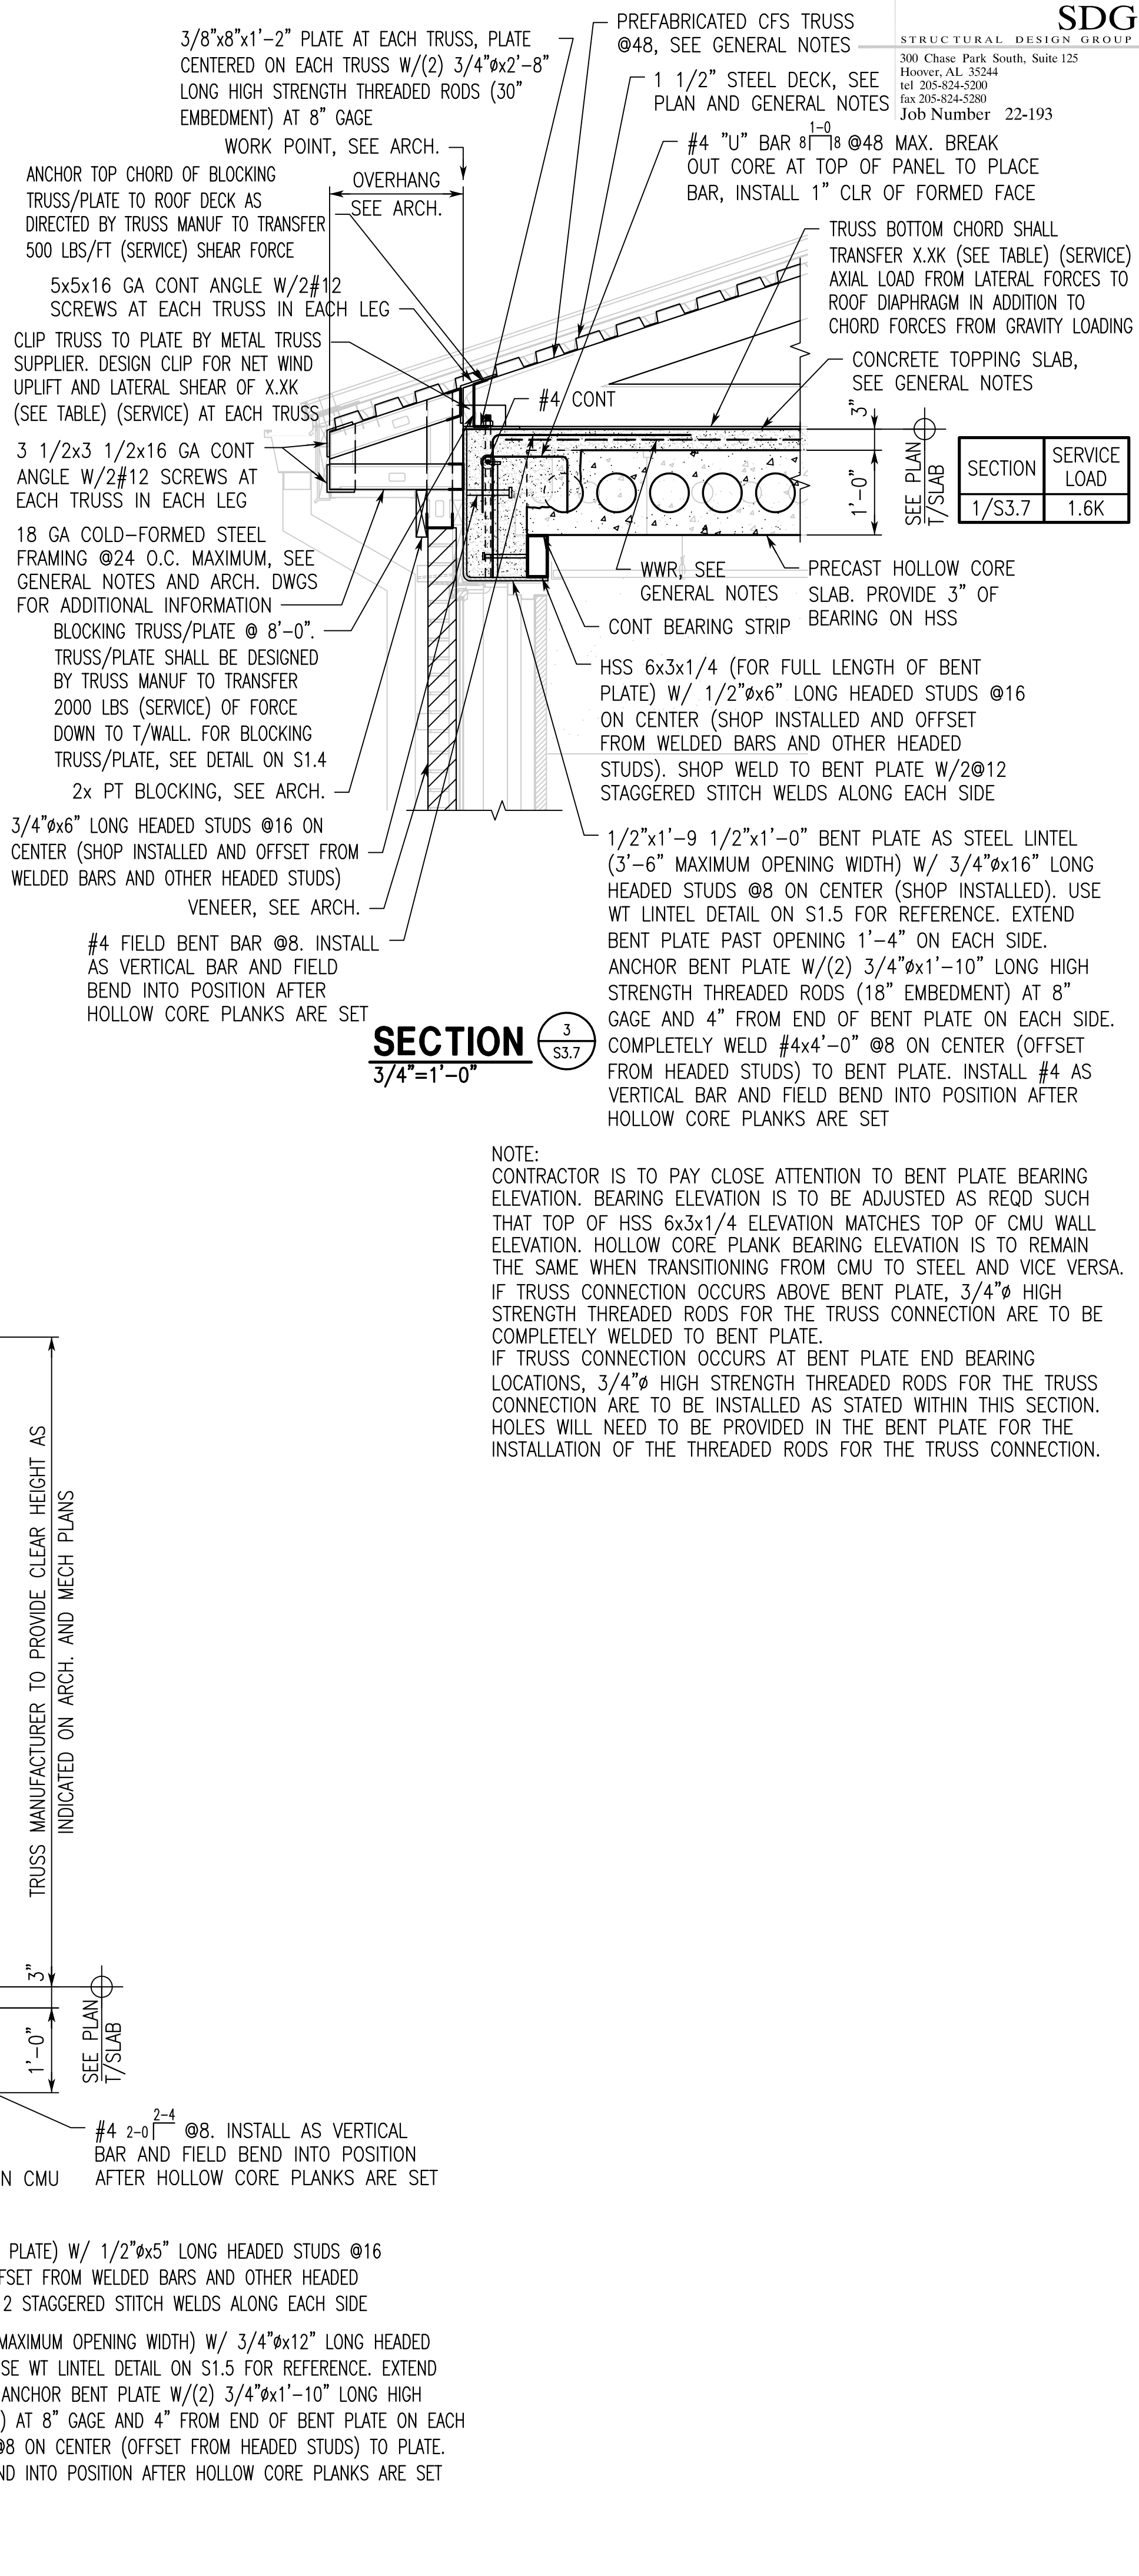 SDG
STRUCTURAL DESIGN GROUP
300 Chase Park South, Suite 125
Hoover, AL 35244
tel 205-824-5200
fax 205-824-5280
Job Number 22-193
3/8"x8"x1'-2" PLATE AT EACH TRUSS, PLATE
CENTERED ON EACH TRUSS W/(2) 3/4"øx2'-8"
LONG HIGH STRENGTH THREADED RODS (30"
EMBEDMENT) AT 8" GAGE
WORK POINT, SEE ARCH.
ANCHOR TOP CHORD OF BLOCKING
TRUSS/PLATE TO ROOF DECK AS
DIRECTED BY TRUSS MANUF TO TRANSFER
500 LBS/FT (SERVICE) SHEAR FORCE
OVERHANG
SEE ARCH.
5x5x16 GA CONT ANGLE W/2#12
SCREWS AT EACH TRUSS IN EACH LEG
CLIP TRUSS TO PLATE BY METAL TRUSS
SUPPLIER. DESIGN CLIP FOR NET WIND
UPLIFT AND LATERAL SHEAR OF X.XK
(SEE TABLE) (SERVICE) AT EACH TRUSS
3 1/2x3 1/2x16 GA CONT
ANGLE W/2#12 SCREWS AT
EACH TRUSS IN EACH LEG
18 GA COLD-FORMED STEEL
FRAMING @24 O.C. MAXIMUM, SEE
GENERAL NOTES AND ARCH. DWGS
FOR ADDITIONAL INFORMATION
BLOCKING TRUSS/PLATE @ 8'-0".
TRUSS/PLATE SHALL BE DESIGNED
BY TRUSS MANUF TO TRANSFER
2000 LBS (SERVICE) OF FORCE
DOWN TO T/WALL. FOR BLOCKING
TRUSS/PLATE, SEE DETAIL ON S1.4
2x PT BLOCKING, SEE ARCH.
3/4"øx6" LONG HEADED STUDS @16 ON
CENTER (SHOP INSTALLED AND OFFSET FROM
WELDED BARS AND OTHER HEADED STUDS)
VENEER, SEE ARCH.
#4 FIELD BENT BAR @8. INSTALL
AS VERTICAL BAR AND FIELD
BEND INTO POSITION AFTER
HOLLOW CORE PLANKS ARE SET
PREFABRICATED CFS TRUSS
@48, SEE GENERAL NOTES
1 1/2" STEEL DECK, SEE
PLAN AND GENERAL NOTES
1-0
#4 "U" BAR 8 8 @48 MAX. BREAK
OUT CORE AT TOP OF PANEL TO PLACE
BAR, INSTALL 1" CLR OF FORMED FACE
TRUSS BOTTOM CHORD SHALL
TRANSFER X.XK (SEE TABLE) (SERVICE)
AXIAL LOAD FROM LATERAL FORCES TO
ROOF DIAPHRAGM IN ADDITION TO
CHORD FORCES FROM GRAVITY LOADING
CONCRETE TOPPING SLAB,
SEE GENERAL NOTES
#4 CONT
3"
1'-0"
SEE PLAN
T/SLAB
SECTION SERVICE LOAD
1/S3.7 1.6K
WWR, SEE
GENERAL NOTES
PRECAST HOLLOW CORE
SLAB. PROVIDE 3" OF
BEARING ON HSS
CONT BEARING STRIP
HSS 6x3x1/4 (FOR FULL LENGTH OF BENT
PLATE) W/ 1/2"øx6" LONG HEADED STUDS @16
ON CENTER (SHOP INSTALLED AND OFFSET
FROM WELDED BARS AND OTHER HEADED
STUDS). SHOP WELD TO BENT PLATE W/2@12
STAGGERED STITCH WELDS ALONG EACH SIDE
1/2"x1'-9 1/2"x1'-0" BENT PLATE AS STEEL LINTEL
(3'-6" MAXIMUM OPENING WIDTH) W/ 3/4"øx16" LONG
HEADED STUDS @8 ON CENTER (SHOP INSTALLED). USE
WT LINTEL DETAIL ON S1.5 FOR REFERENCE. EXTEND
BENT PLATE PAST OPENING 1'-4" ON EACH SIDE.
ANCHOR BENT PLATE W/(2) 3/4"øx1'-10" LONG HIGH
STRENGTH THREADED RODS (18" EMBEDMENT) AT 8"
GAGE AND 4" FROM END OF BENT PLATE ON EACH SIDE.
COMPLETELY WELD #4x4'-0" @8 ON CENTER (OFFSET
FROM HEADED STUDS) TO BENT PLATE. INSTALL #4 AS
VERTICAL BAR AND FIELD BEND INTO POSITION AFTER
HOLLOW CORE PLANKS ARE SET
SECTION
3/4"=1'-0"
3
S3.7
NOTE:
CONTRACTOR IS TO PAY CLOSE ATTENTION TO BENT PLATE BEARING
ELEVATION. BEARING ELEVATION IS TO BE ADJUSTED AS REQD SUCH
THAT TOP OF HSS 6x3x1/4 ELEVATION MATCHES TOP OF CMU WALL
ELEVATION. HOLLOW CORE PLANK BEARING ELEVATION IS TO REMAIN
THE SAME WHEN TRANSITIONING FROM CMU TO STEEL AND VICE VERSA.
IF TRUSS CONNECTION OCCURS ABOVE BENT PLATE, 3/4"ø HIGH
STRENGTH THREADED RODS FOR THE TRUSS CONNECTION ARE TO BE
COMPLETELY WELDED TO BENT PLATE.
IF TRUSS CONNECTION OCCURS AT BENT PLATE END BEARING
LOCATIONS, 3/4"ø HIGH STRENGTH THREADED RODS FOR THE TRUSS
CONNECTION ARE TO BE INSTALLED AS STATED WITHIN THIS SECTION.
HOLES WILL NEED TO BE PROVIDED IN THE BENT PLATE FOR THE
INSTALLATION OF THE THREADED RODS FOR THE TRUSS CONNECTION.
TRUSS MANUFACTURER TO PROVIDE CLEAR HEIGHT AS
INDICATED ON ARCH. AND MECH PLANS
3"
1'-0"
SEE PLAN
T/SLAB
2-4
#4 2-0 @8. INSTALL AS VERTICAL
BAR AND FIELD BEND INTO POSITION
AFTER HOLLOW CORE PLANKS ARE SET
N CMU
PLATE) W/ 1/2"øx5" LONG HEADED STUDS @16
FSET FROM WELDED BARS AND OTHER HEADED
2 STAGGERED STITCH WELDS ALONG EACH SIDE
MAXIMUM OPENING WIDTH) W/ 3/4"øx12" LONG HEADED
SE WT LINTEL DETAIL ON S1.5 FOR REFERENCE. EXTEND
ANCHOR BENT PLATE W/(2) 3/4"øx1'-10" LONG HIGH
) AT 8" GAGE AND 4" FROM END OF BENT PLATE ON EACH
@8 ON CENTER (OFFSET FROM HEADED STUDS) TO PLATE.
ND INTO POSITION AFTER HOLLOW CORE PLANKS ARE SET